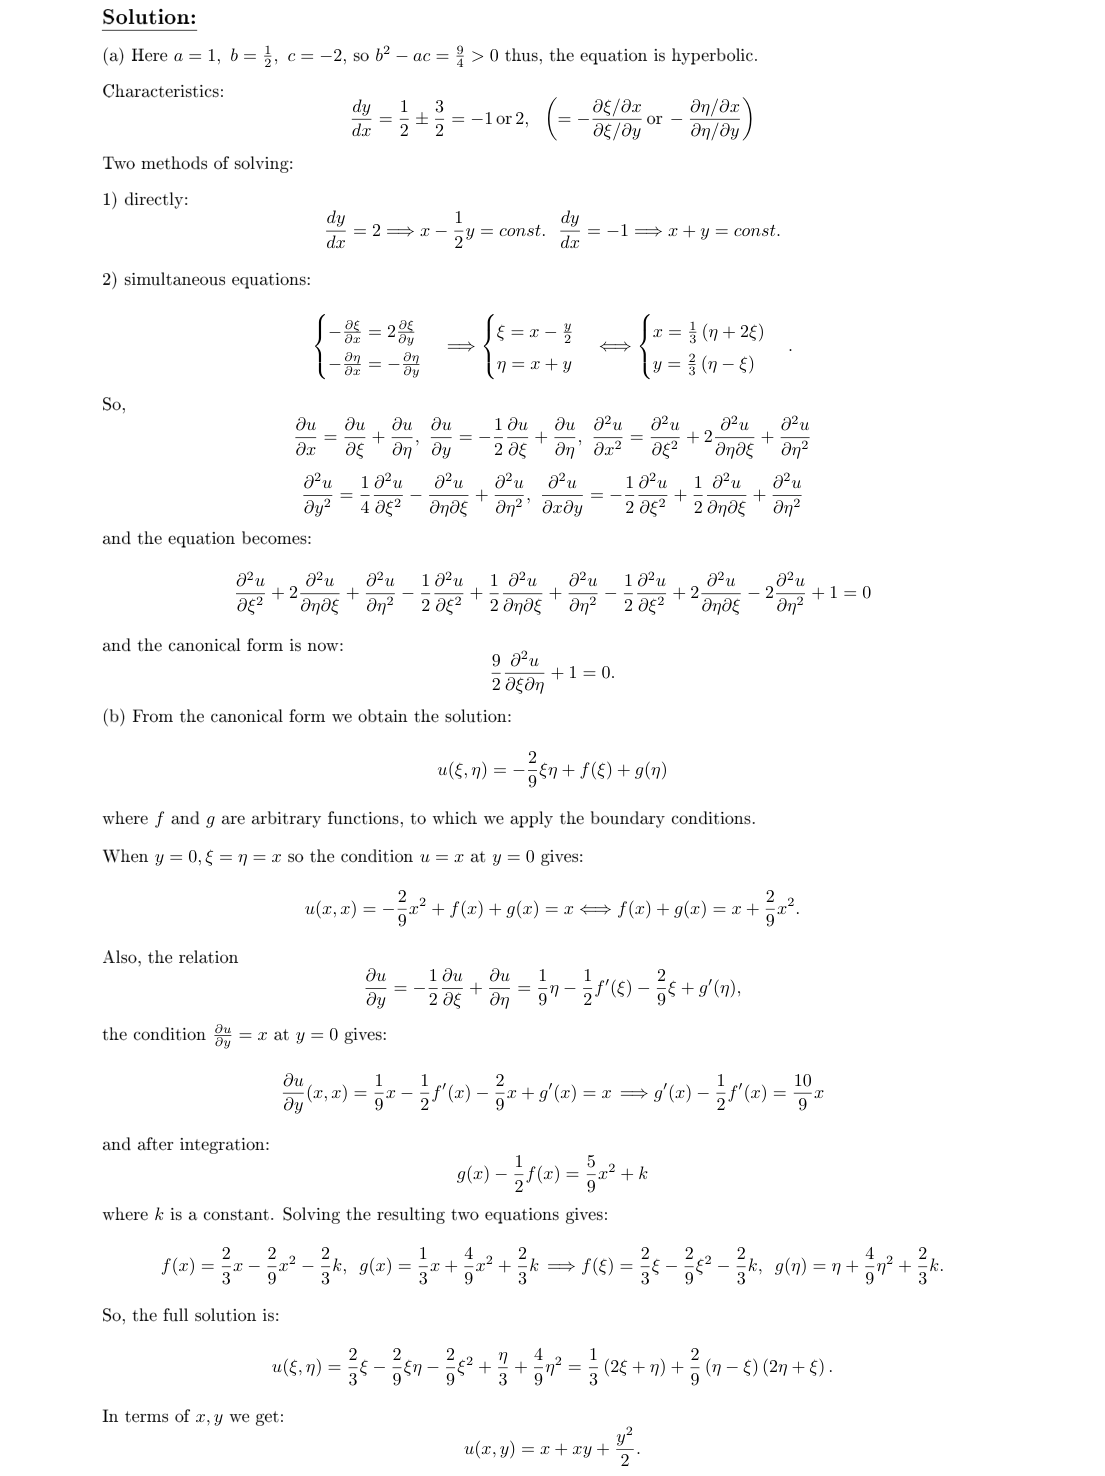 Solution:
(a) Here a = 1, b = 1/2, c = −2, so b² − ac = 9/4 > 0 thus, the equation is hyperbolic.
Characteristics:
dy/dx = 1/2 ± 3/2 = −1 or 2, (= − (∂ξ/∂x)/(∂ξ/∂y) or − (∂η/∂x)/(∂η/∂y))
Two methods of solving:
1) directly:
dy/dx = 2 ⟹ x − 1/2 y = const. dy/dx = −1 ⟹ x + y = const.
2) simultaneous equations:
{ −∂ξ/∂x = 2 ∂ξ/∂y ⟹ { ξ = x − y/2 ⟺ { x = 1/3 (η + 2ξ)
−∂η/∂x = −∂η/∂y η = x + y y = 2/3 (η − ξ) .
So,
∂u/∂x = ∂u/∂ξ + ∂u/∂η, ∂u/∂y = −1/2 ∂u/∂ξ + ∂u/∂η, ∂²u/∂x² = ∂²u/∂ξ² + 2 ∂²u/∂η∂ξ + ∂²u/∂η²
∂²u/∂y² = 1/4 ∂²u/∂ξ² − ∂²u/∂η∂ξ + ∂²u/∂η², ∂²u/∂x∂y = −1/2 ∂²u/∂ξ² + 1/2 ∂²u/∂η∂ξ + ∂²u/∂η²
and the equation becomes:
∂²u/∂ξ² + 2 ∂²u/∂η∂ξ + ∂²u/∂η² − 1/2 ∂²u/∂ξ² + 1/2 ∂²u/∂η∂ξ + ∂²u/∂η² − 1/2 ∂²u/∂ξ² + 2 ∂²u/∂η∂ξ − 2 ∂²u/∂η² + 1 = 0
and the canonical form is now:
9/2 ∂²u/∂ξ∂η + 1 = 0.
(b) From the canonical form we obtain the solution:
u(ξ, η) = −2/9 ξη + f(ξ) + g(η)
where f and g are arbitrary functions, to which we apply the boundary conditions.
When y = 0, ξ = η = x so the condition u = x at y = 0 gives:
u(x, x) = −2/9 x² + f(x) + g(x) = x ⟺ f(x) + g(x) = x + 2/9 x².
Also, the relation
∂u/∂y = −1/2 ∂u/∂ξ + ∂u/∂η = 1/9 η − 1/2 f′(ξ) − 2/9 ξ + g′(η),
the condition ∂u/∂y = x at y = 0 gives:
∂u/∂y (x, x) = 1/9 x − 1/2 f′(x) − 2/9 x + g′(x) = x ⟹ g′(x) − 1/2 f′(x) = 10/9 x
and after integration:
g(x) − 1/2 f(x) = 5/9 x² + k
where k is a constant. Solving the resulting two equations gives:
f(x) = 2/3 x − 2/9 x² − 2/3 k, g(x) = 1/3 x + 4/9 x² + 2/3 k ⟹ f(ξ) = 2/3 ξ − 2/9 ξ² − 2/3 k, g(η) = η + 4/9 η² + 2/3 k.
So, the full solution is:
u(ξ, η) = 2/3 ξ − 2/9 ξη − 2/9 ξ² + η/3 + 4/9 η² = 1/3 (2ξ + η) + 2/9 (η − ξ) (2η + ξ) .
In terms of x, y we get:
u(x, y) = x + xy + y²/2.